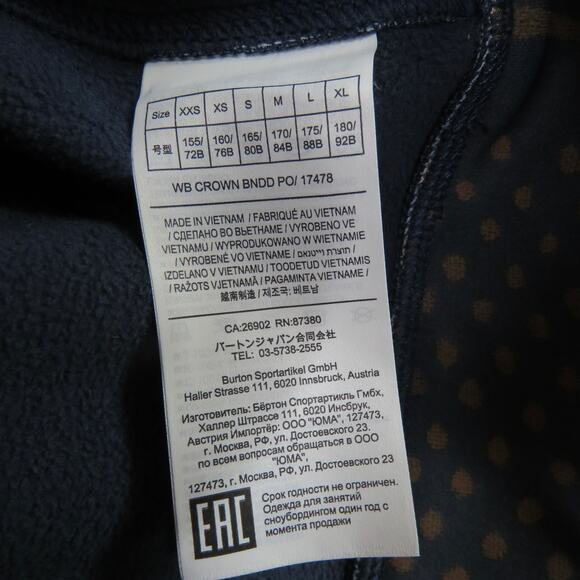 Size XXS XS S M L XL
号型 155/72B 160/76B 165/80B 170/84B 175/88B 180/92B
WB CROWN BNDD PO/ 17478
MADE IN VIETNAM / FABRIQUÉ AU VIETNAM
/ СДЕЛАНО ВО ВЬЕТНАМЕ / VYROBENO VE
VIETNAMU / WYPRODUKOWANO W WIETNAMIE
/ VYROBENÉ VO VIETNAME / תוצרת וייטנאם
IZDELANO V VIETNAMU / TOODETUD VIETNAMIS
/ RAŽOTS VJETNAMĀ / PAGAMINTA VIETNAME /
越南制造 / 제조국: 베트남
CA:26902 RN:87380
バートンジャパン合同会社
TEL: 03-5738-2555
Burton Sportartikel GmbH
Haller Strasse 111, 6020 Innsbruck, Austria
Изготовитель: Бёртон Спортартикль Гмбх,
Халлер Штрассе 111, 6020 Инсбрук,
Австрия Импортёр: ООО "ЮМА", 127473,
г. Москва, РФ, ул. Достоевского 23.
по всем вопросам обращаться в ООО
"ЮМА",
127473, г. Москва, РФ, ул. Достоевского 23
EAC
Срок годности не ограничен.
Одежда для занятий
сноубордингом один год с
момента продажи